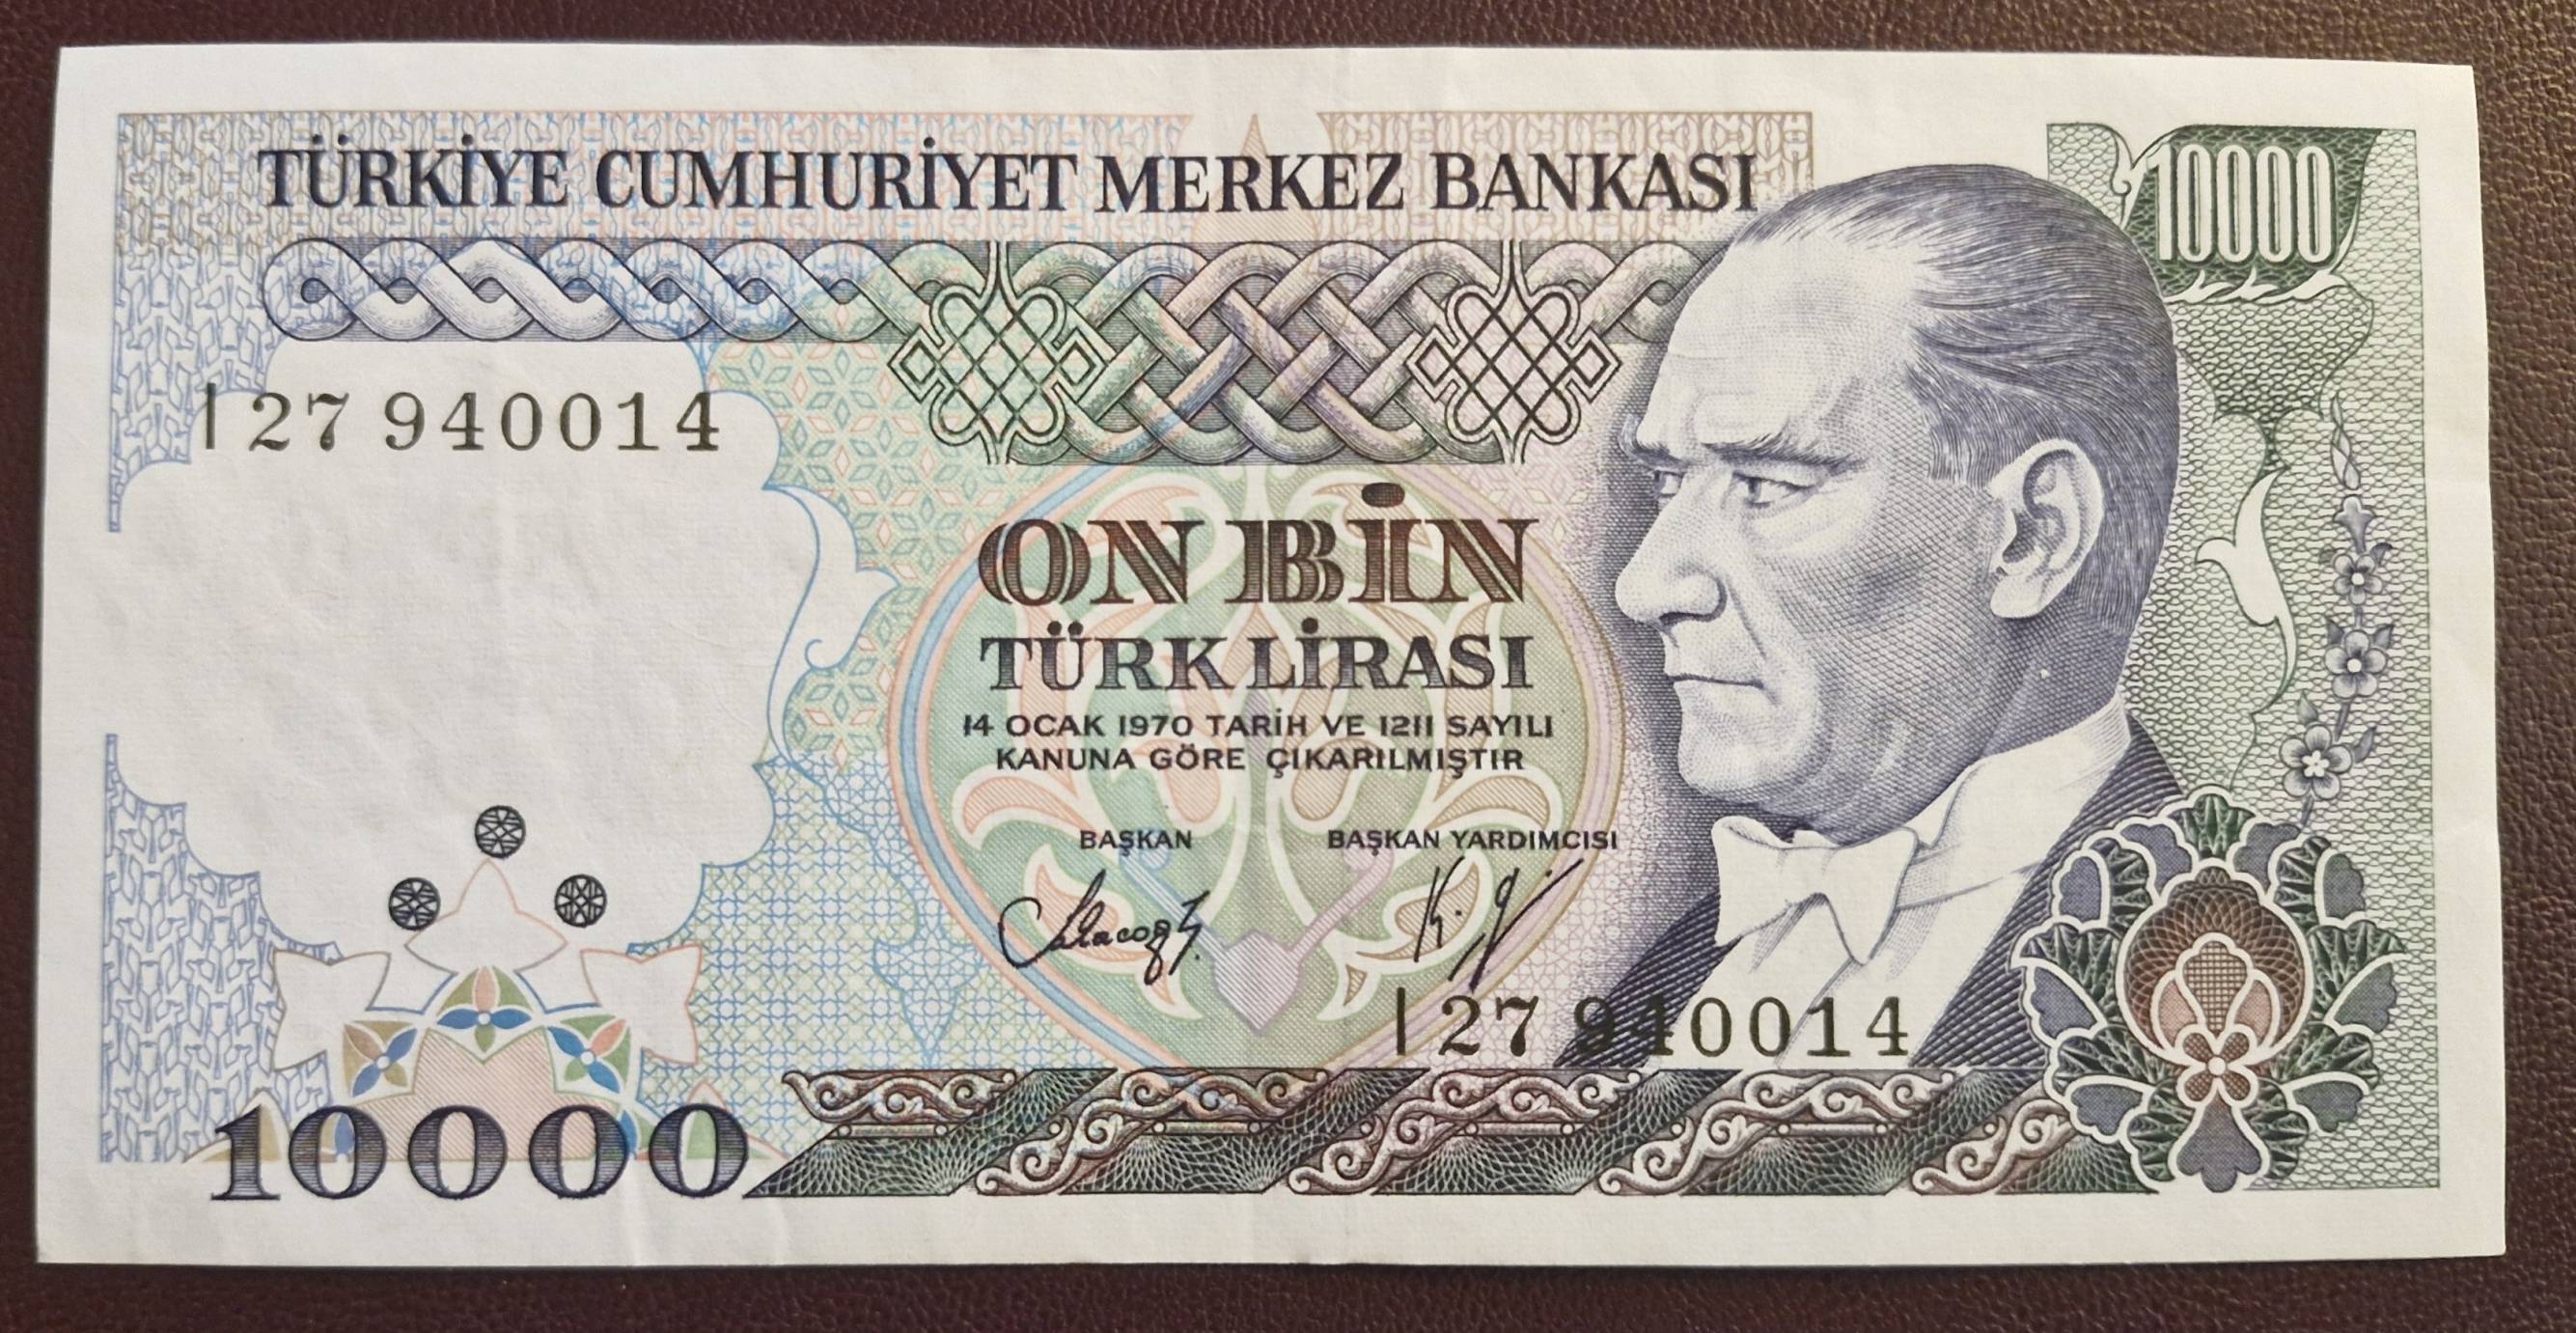 TÜRKİYE CUMHURİYET MERKEZ BANKASI
10000
I27 940014
ON BİN
TÜRK LİRASI
14 OCAK 1970 TARİH VE 1211 SAYILI
KANUNA GÖRE ÇIKARILMIŞTIR
BAŞKAN BAŞKAN YARDIMCISI
I27 940014
10000